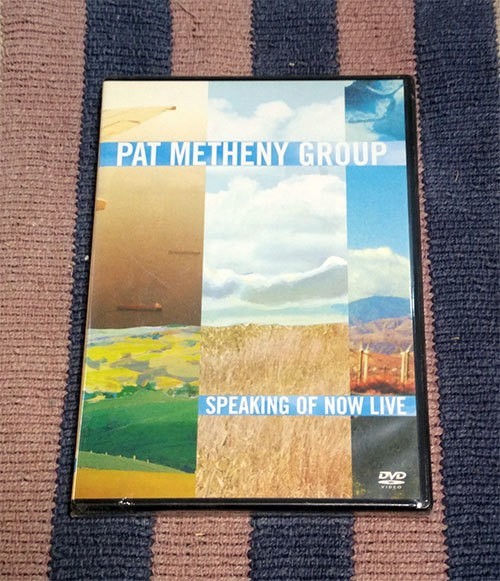 PAT METHENY GROUP
SPEAKING OF NOW LIVE
DVD
VIDEO